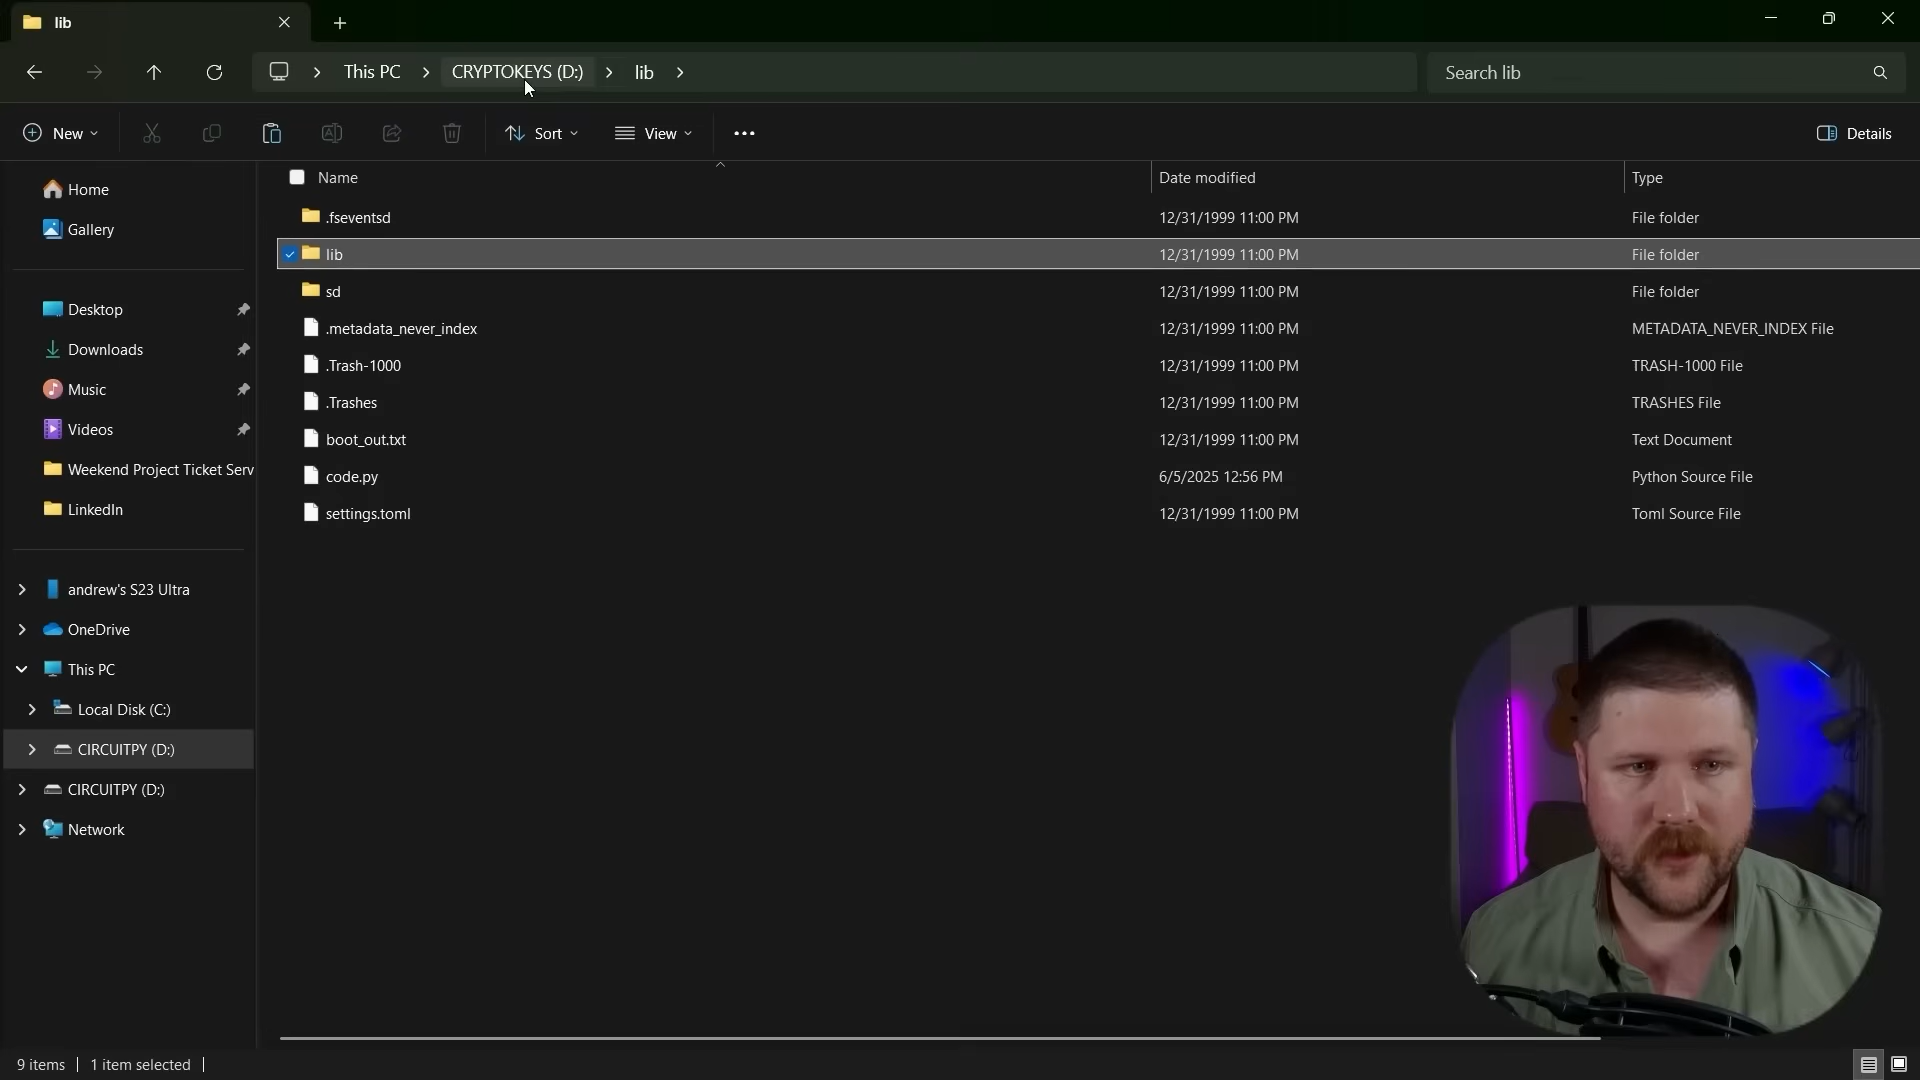 lib
This PC > CRYPTOKEYS (D:) > lib >
Search lib
New
Sort
View
Details
Name
Date modified
Type
.fseventsd 12/31/1999 11:00 PM File folder
lib 12/31/1999 11:00 PM File folder
sd 12/31/1999 11:00 PM File folder
.metadata_never_index 12/31/1999 11:00 PM METADATA_NEVER_INDEX File
.Trash-1000 12/31/1999 11:00 PM TRASH-1000 File
.Trashes 12/31/1999 11:00 PM TRASHES File
boot_out.txt 12/31/1999 11:00 PM Text Document
code.py 6/5/2025 12:56 PM Python Source File
settings.toml 12/31/1999 11:00 PM Toml Source File
Home
Gallery
Desktop
Downloads
Music
Videos
Weekend Project Ticket Serv
LinkedIn
andrew's S23 Ultra
OneDrive
This PC
Local Disk (C:)
CIRCUITPY (D:)
CIRCUITPY (D:)
Network
9 items
1 item selected